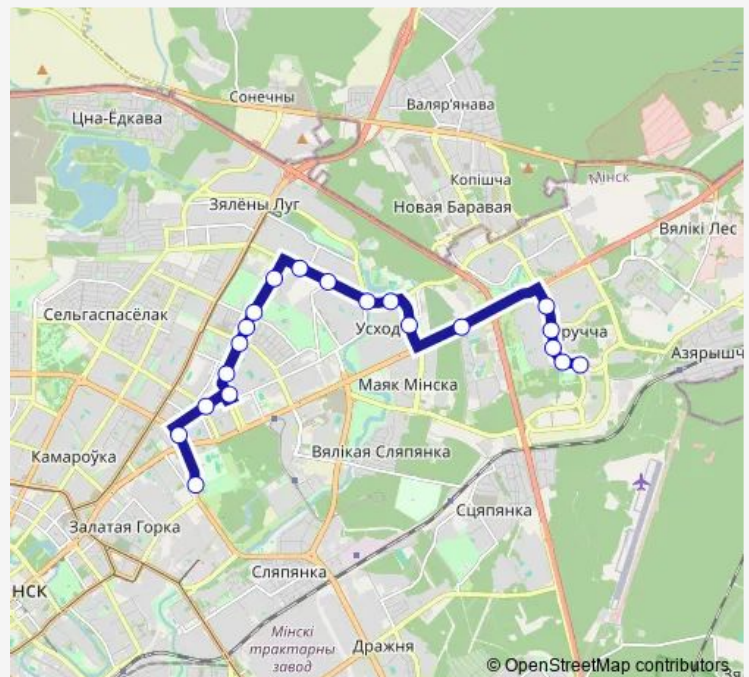 Сонечны
Валяр'янава
Цна-Ёдкава
Копішча
Мінск
Зялёны Луг
Новая Баравая
Вялікі Лес
Сельгаспасёлак
Усход
ручча
Азярышч
Маяк Мінска
Вялікая Сляпянка
Камароўка
Сцяпянка
Залатая Горка
Сляпянка
НСК
Мінскі
трактарны
завод
Дражня
© OpenStreetMap contributors